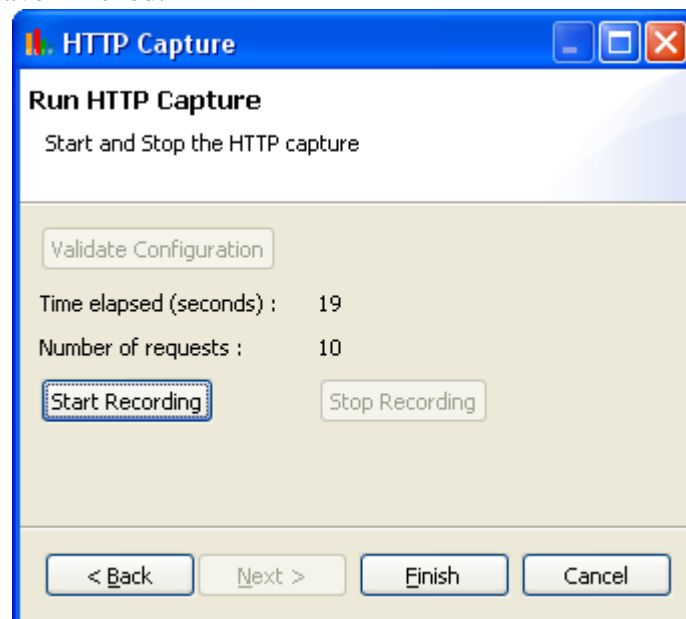 HTTP Capture
Run HTTP Capture
Start and Stop the HTTP capture
Validate Configuration
Time elapsed (seconds) : 19
Number of requests : 10
Start Recording Stop Recording
< Back Next > Finish Cancel